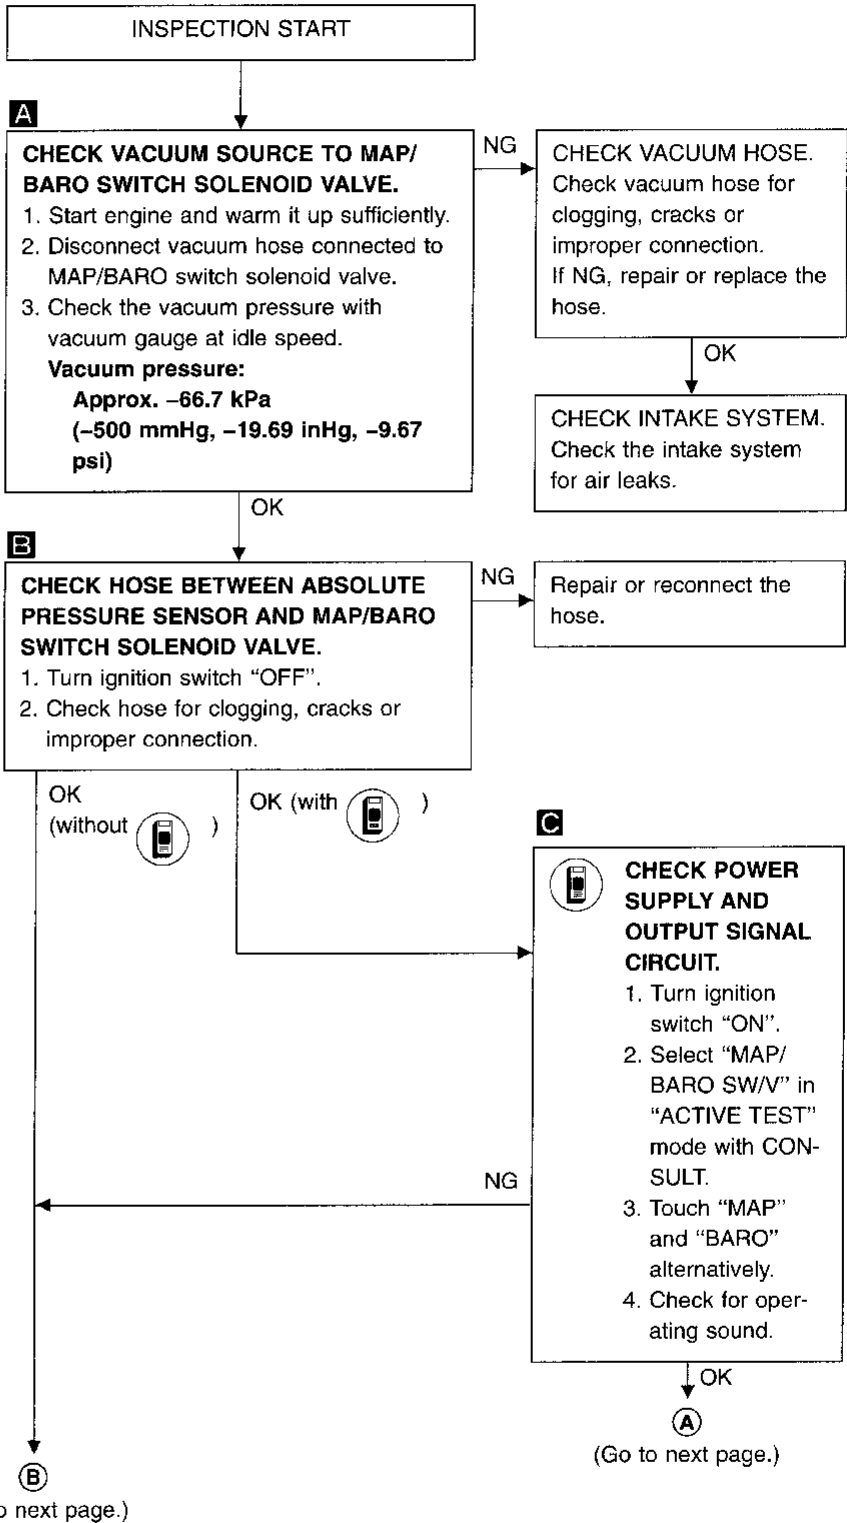 INSPECTION START
A
CHECK VACUUM SOURCE TO MAP/
BARO SWITCH SOLENOID VALVE.
1. Start engine and warm it up sufficiently.
2. Disconnect vacuum hose connected to
MAP/BARO switch solenoid valve.
3. Check the vacuum pressure with
vacuum gauge at idle speed.
Vacuum pressure:
Approx. –66.7 kPa
(–500 mmHg, –19.69 inHg, –9.67
psi)
NG
CHECK VACUUM HOSE.
Check vacuum hose for
clogging, cracks or
improper connection.
If NG, repair or replace the
hose.
OK
CHECK INTAKE SYSTEM.
Check the intake system
for air leaks.
OK
B
CHECK HOSE BETWEEN ABSOLUTE
PRESSURE SENSOR AND MAP/BARO
SWITCH SOLENOID VALVE.
1. Turn ignition switch “OFF”.
2. Check hose for clogging, cracks or
improper connection.
NG
Repair or reconnect the
hose.
OK
(without )
OK (with )
C
CHECK POWER
SUPPLY AND
OUTPUT SIGNAL
CIRCUIT.
1. Turn ignition
switch “ON”.
2. Select “MAP/
BARO SW/V” in
“ACTIVE TEST”
mode with CON-
SULT.
3. Touch “MAP”
and “BARO”
alternatively.
4. Check for oper-
ating sound.
NG
OK
A
(Go to next page.)
B
o next page.)